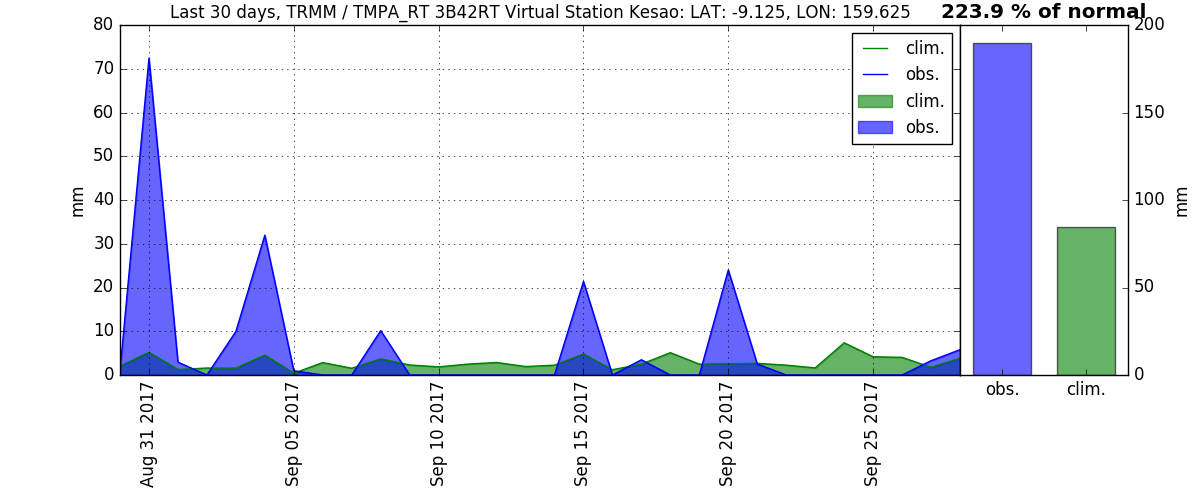 Last 30 days, TRMM / TMPA_RT 3B42RT Virtual Station Kesao: LAT: -9.125, LON: 159.625
223.9 % of normal
80
70
60
50
40
30
20
10
0
mm
clim.
obs.
clim.
obs.
200
150
100
50
0
mm
Aug 31 2017
Sep 05 2017
Sep 10 2017
Sep 15 2017
Sep 20 2017
Sep 25 2017
obs.
clim.